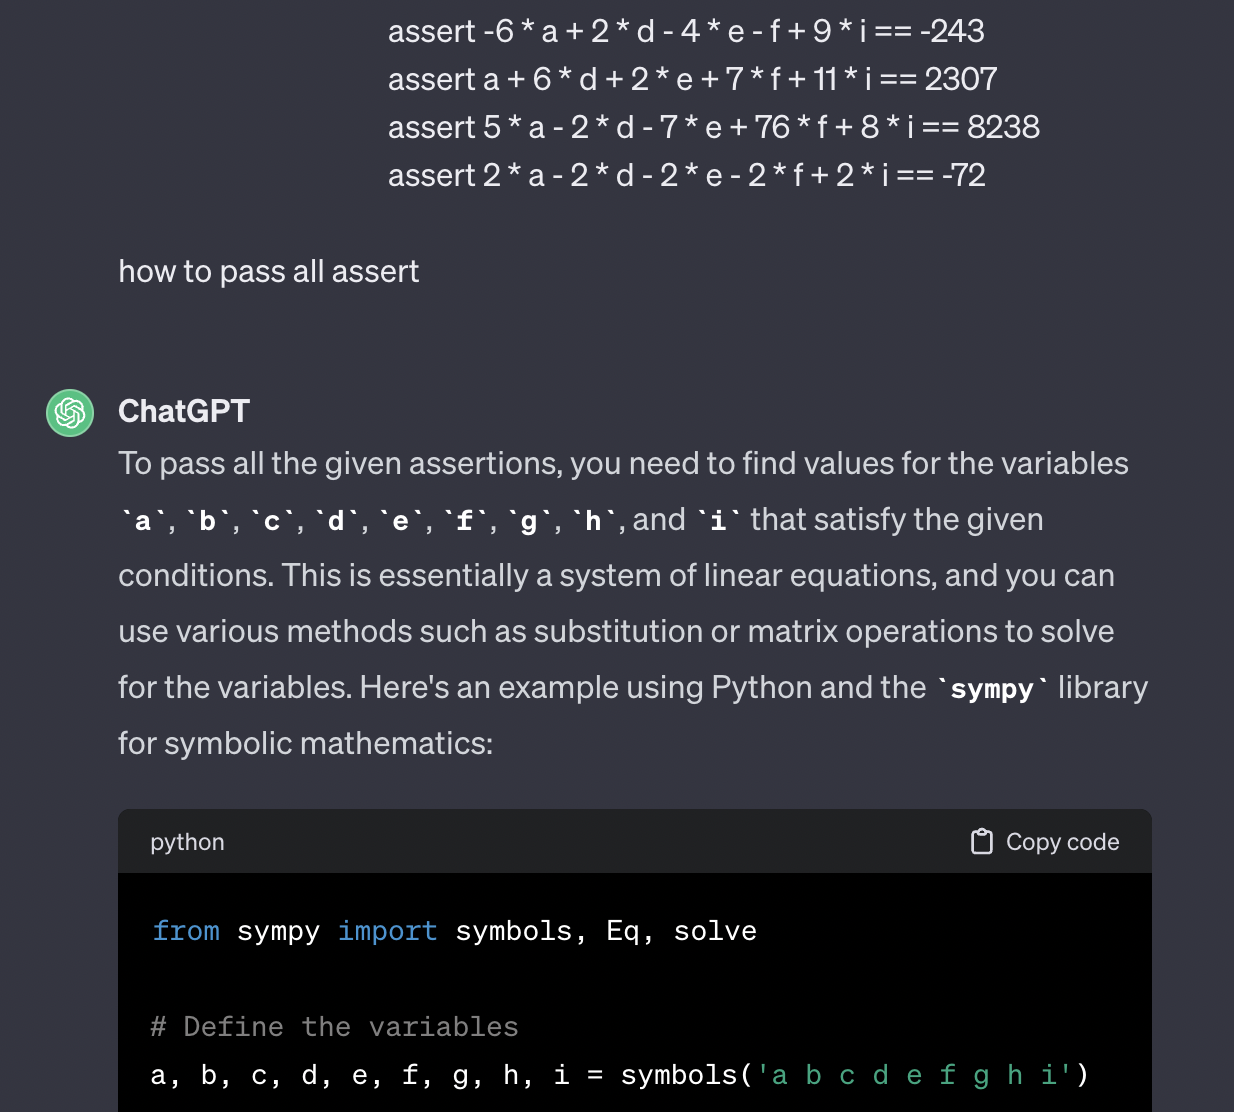 assert -6 * a + 2 * d - 4 * e - f + 9 * i == -243
assert a + 6 * d + 2 * e + 7 * f + 11 * i == 2307
assert 5 * a - 2 * d - 7 * e + 76 * f + 8 * i == 8238
assert 2 * a - 2 * d - 2 * e - 2 * f + 2 * i == -72
how to pass all assert
ChatGPT
To pass all the given assertions, you need to find values for the variables
`a`, `b`, `c`, `d`, `e`, `f`, `g`, `h`, and `i` that satisfy the given
conditions. This is essentially a system of linear equations, and you can
use various methods such as substitution or matrix operations to solve
for the variables. Here's an example using Python and the `sympy` library
for symbolic mathematics:
python
Copy code
from sympy import symbols, Eq, solve
# Define the variables
a, b, c, d, e, f, g, h, i = symbols('a b c d e f g h i')